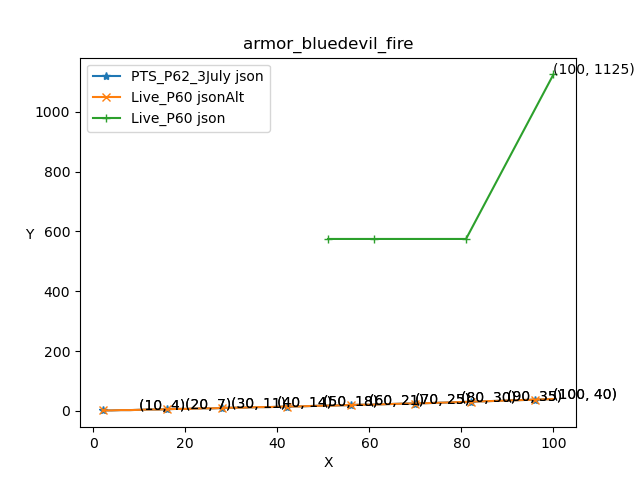 armor_bluedevil_fire
PTS_P62_3July json
Live_P60 jsonAlt
Live_P60 json
(100, 1125)
1000
800
Y
600
400
200
0
(10, 4)
(20, 7)
(30, 11)
(40, 14)
(50, 18)
(60, 21)
(70, 25)
(80, 30)
(90, 35)
(100, 40)
0 20 40 60 80 100
X